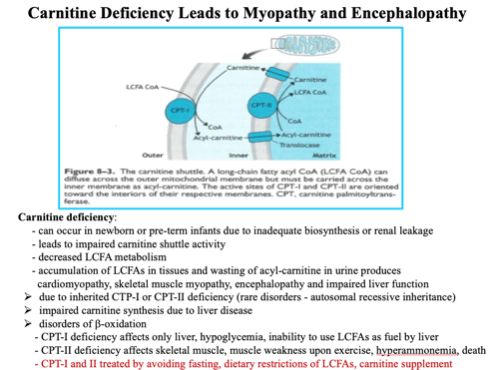 Carnitine Deficiency Leads to Myopathy and Encephalopathy
Carnitine
Carnitine
LCFA CoA
LCFA CoA
CPT-I
CPT-II
CoA
CoA
Acyl-carnitine
Acyl-carnitine
Translocase
Outer
Inner
Matrix
Figure 8–3. The carnitine shuttle. A long-chain fatty acyl CoA (LCFA CoA) can
diffuse across the outer mitochondrial membrane but must be carried across the
inner membrane as acyl-carnitine. The active sites of CPT-I and CPT-II are oriented
toward the interiors of their respective membranes. CPT, carnitine palmitoyltrans-
ferase.
Carnitine deficiency:
- can occur in newborn or pre-term infants due to inadequate biosynthesis or renal leakage
- leads to impaired carnitine shuttle activity
- decreased LCFA metabolism
- accumulation of LCFAs in tissues and wasting of acyl-carnitine in urine produces
cardiomyopathy, skeletal muscle myopathy, encephalopathy and impaired liver function
➢ due to inherited CTP-I or CPT-II deficiency (rare disorders - autosomal recessive inheritance)
➢ impaired carnitine synthesis due to liver disease
➢ disorders of β-oxidation
- CPT-I deficiency affects only liver, hypoglycemia, inability to use LCFAs as fuel by liver
- CPT-II deficiency affects skeletal muscle, muscle weakness upon exercise, hyperammonemia, death
- CPT-I and II treated by avoiding fasting, dietary restrictions of LCFAs, carnitine supplement